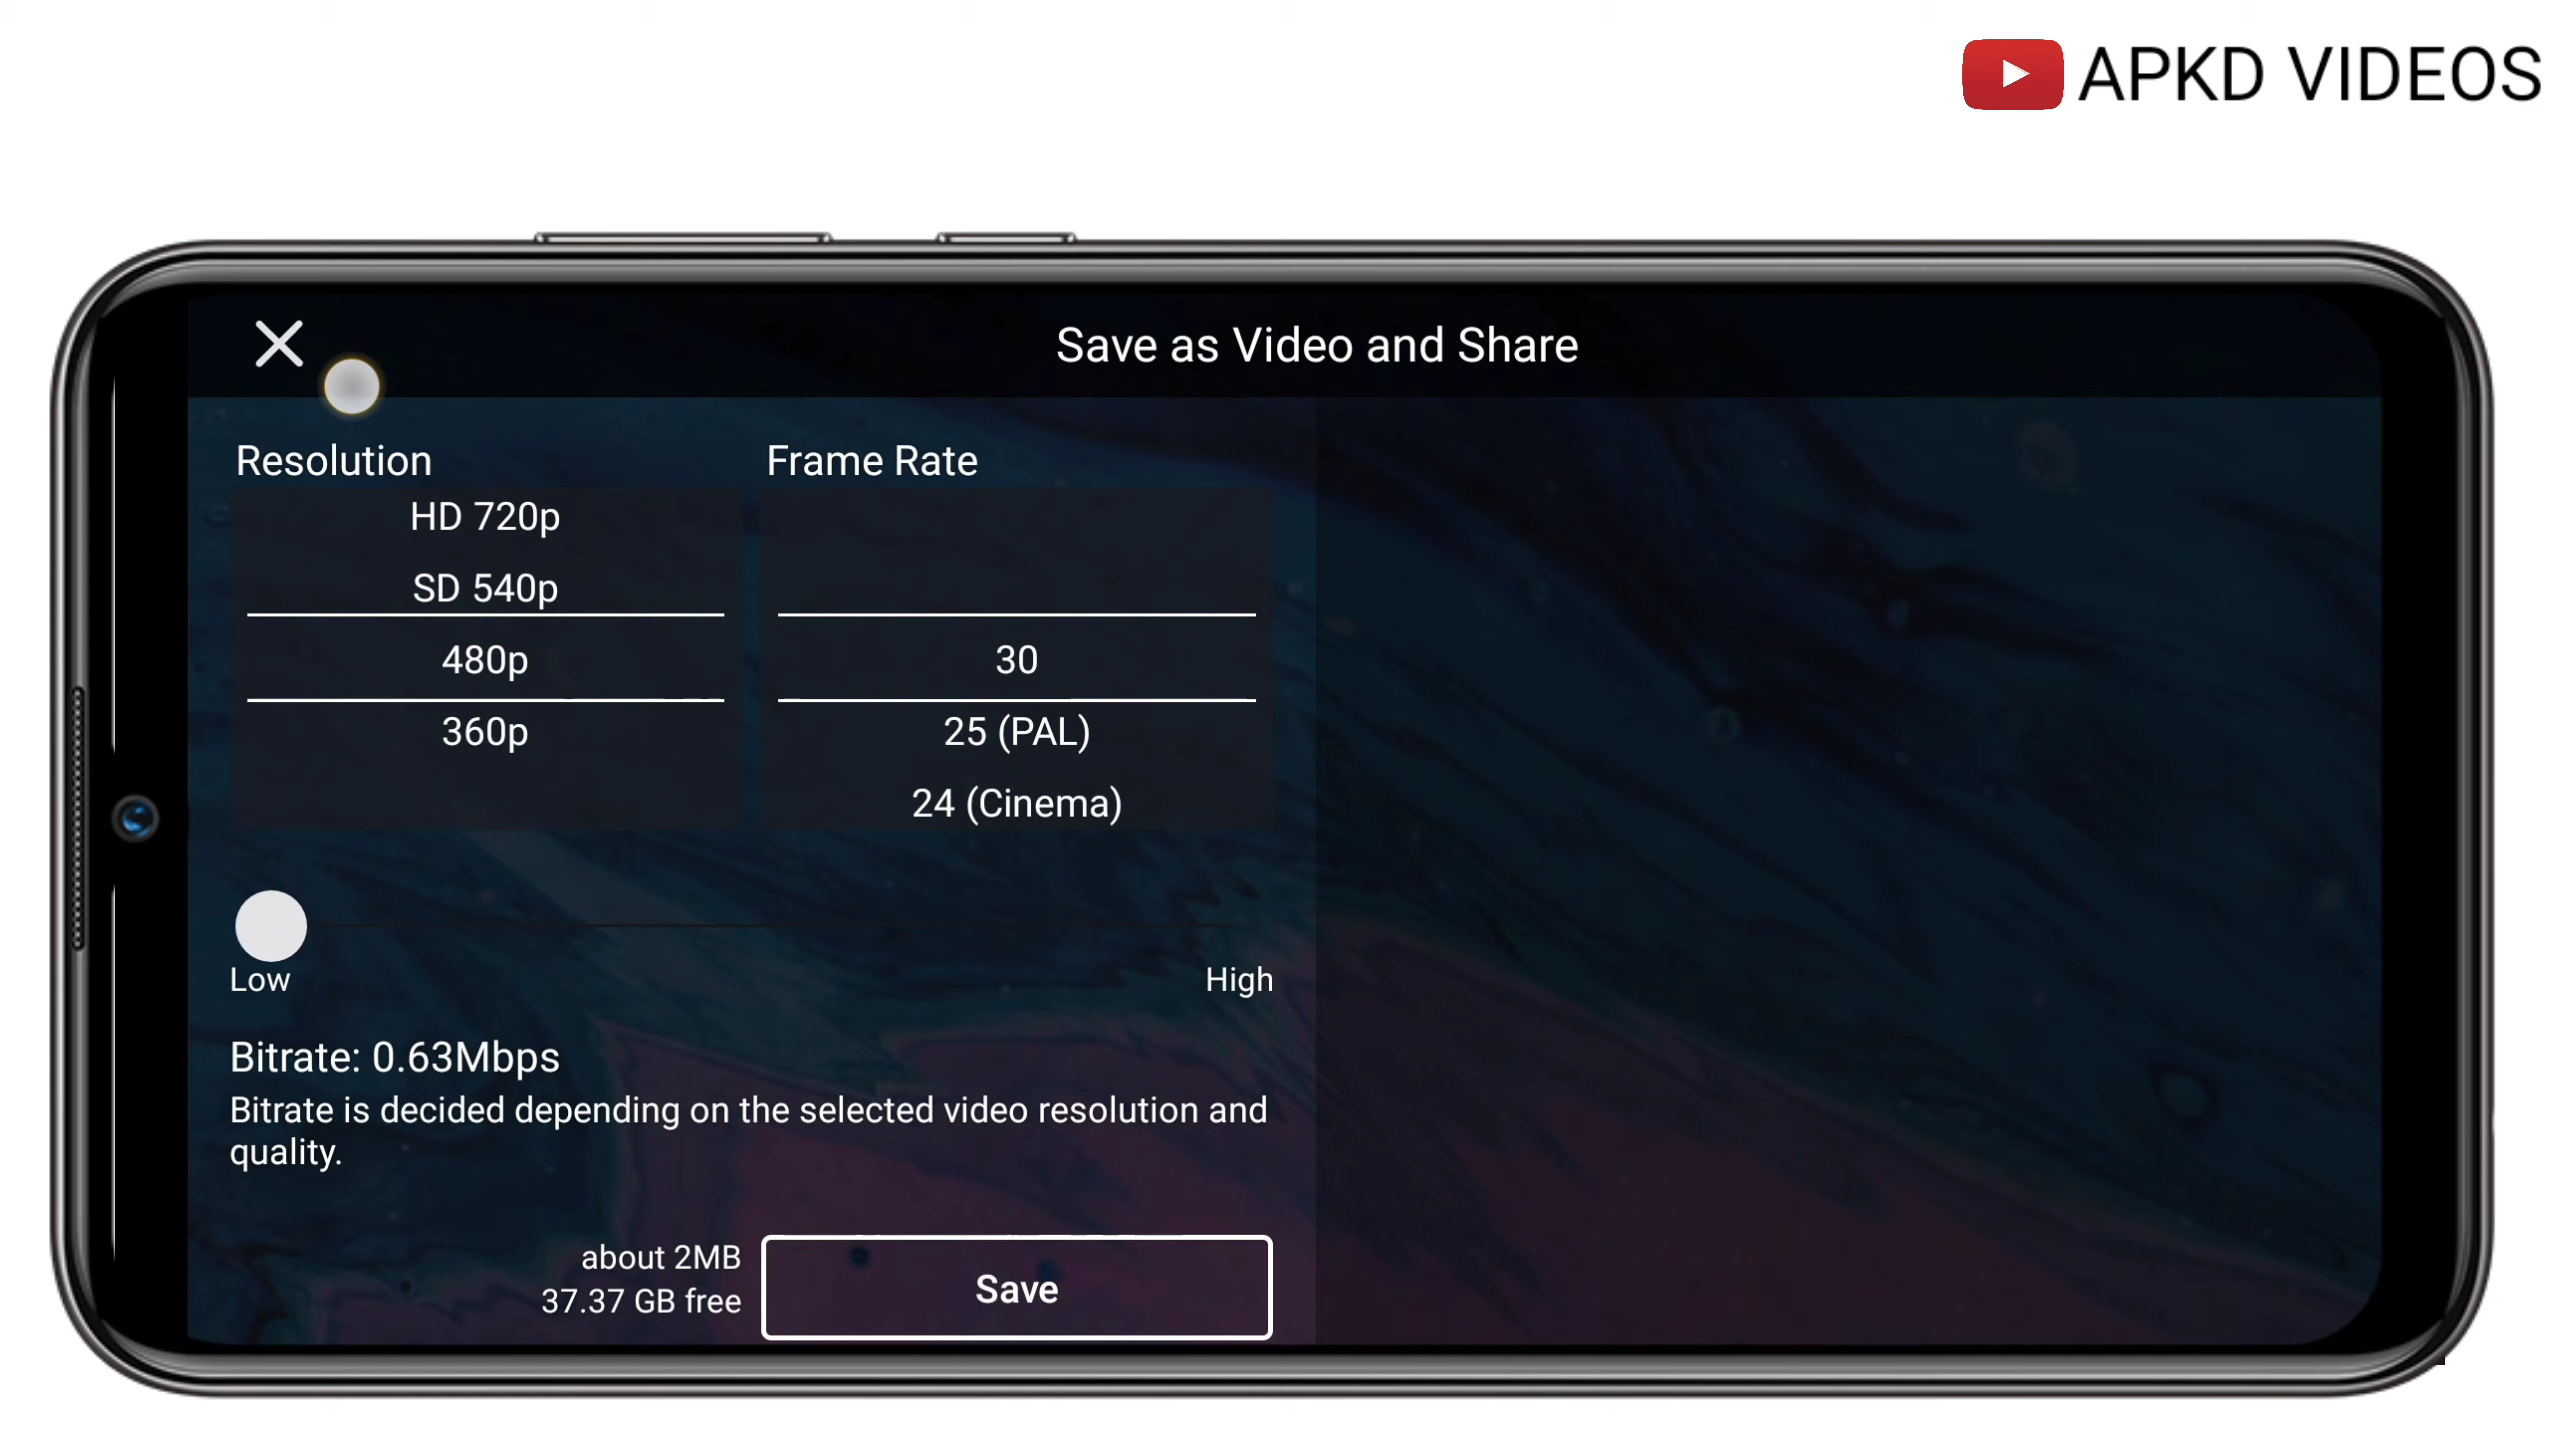 APKD VIDEOS
Save as Video and Share
Resolution
Frame Rate
HD 720p
SD 540p
480p
360p
30
25 (PAL)
24 (Cinema)
Low
High
Bitrate: 0.63Mbps
Bitrate is decided depending on the selected video resolution and
quality.
about 2MB
37.37 GB free
Save